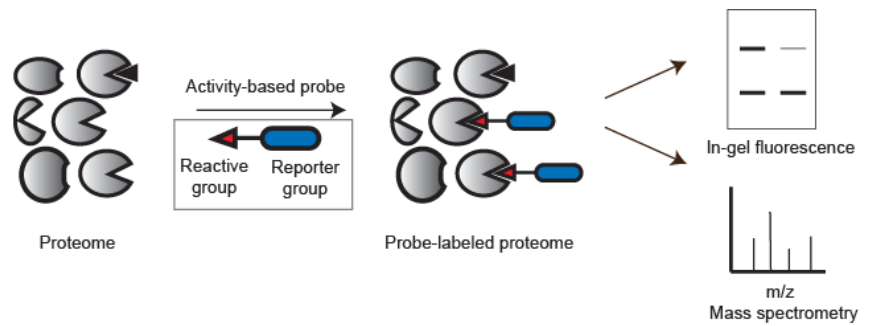 Activity-based probe
Reactive
group
Reporter
group
Proteome
Probe-labeled proteome
In-gel fluorescence
m/z
Mass spectrometry